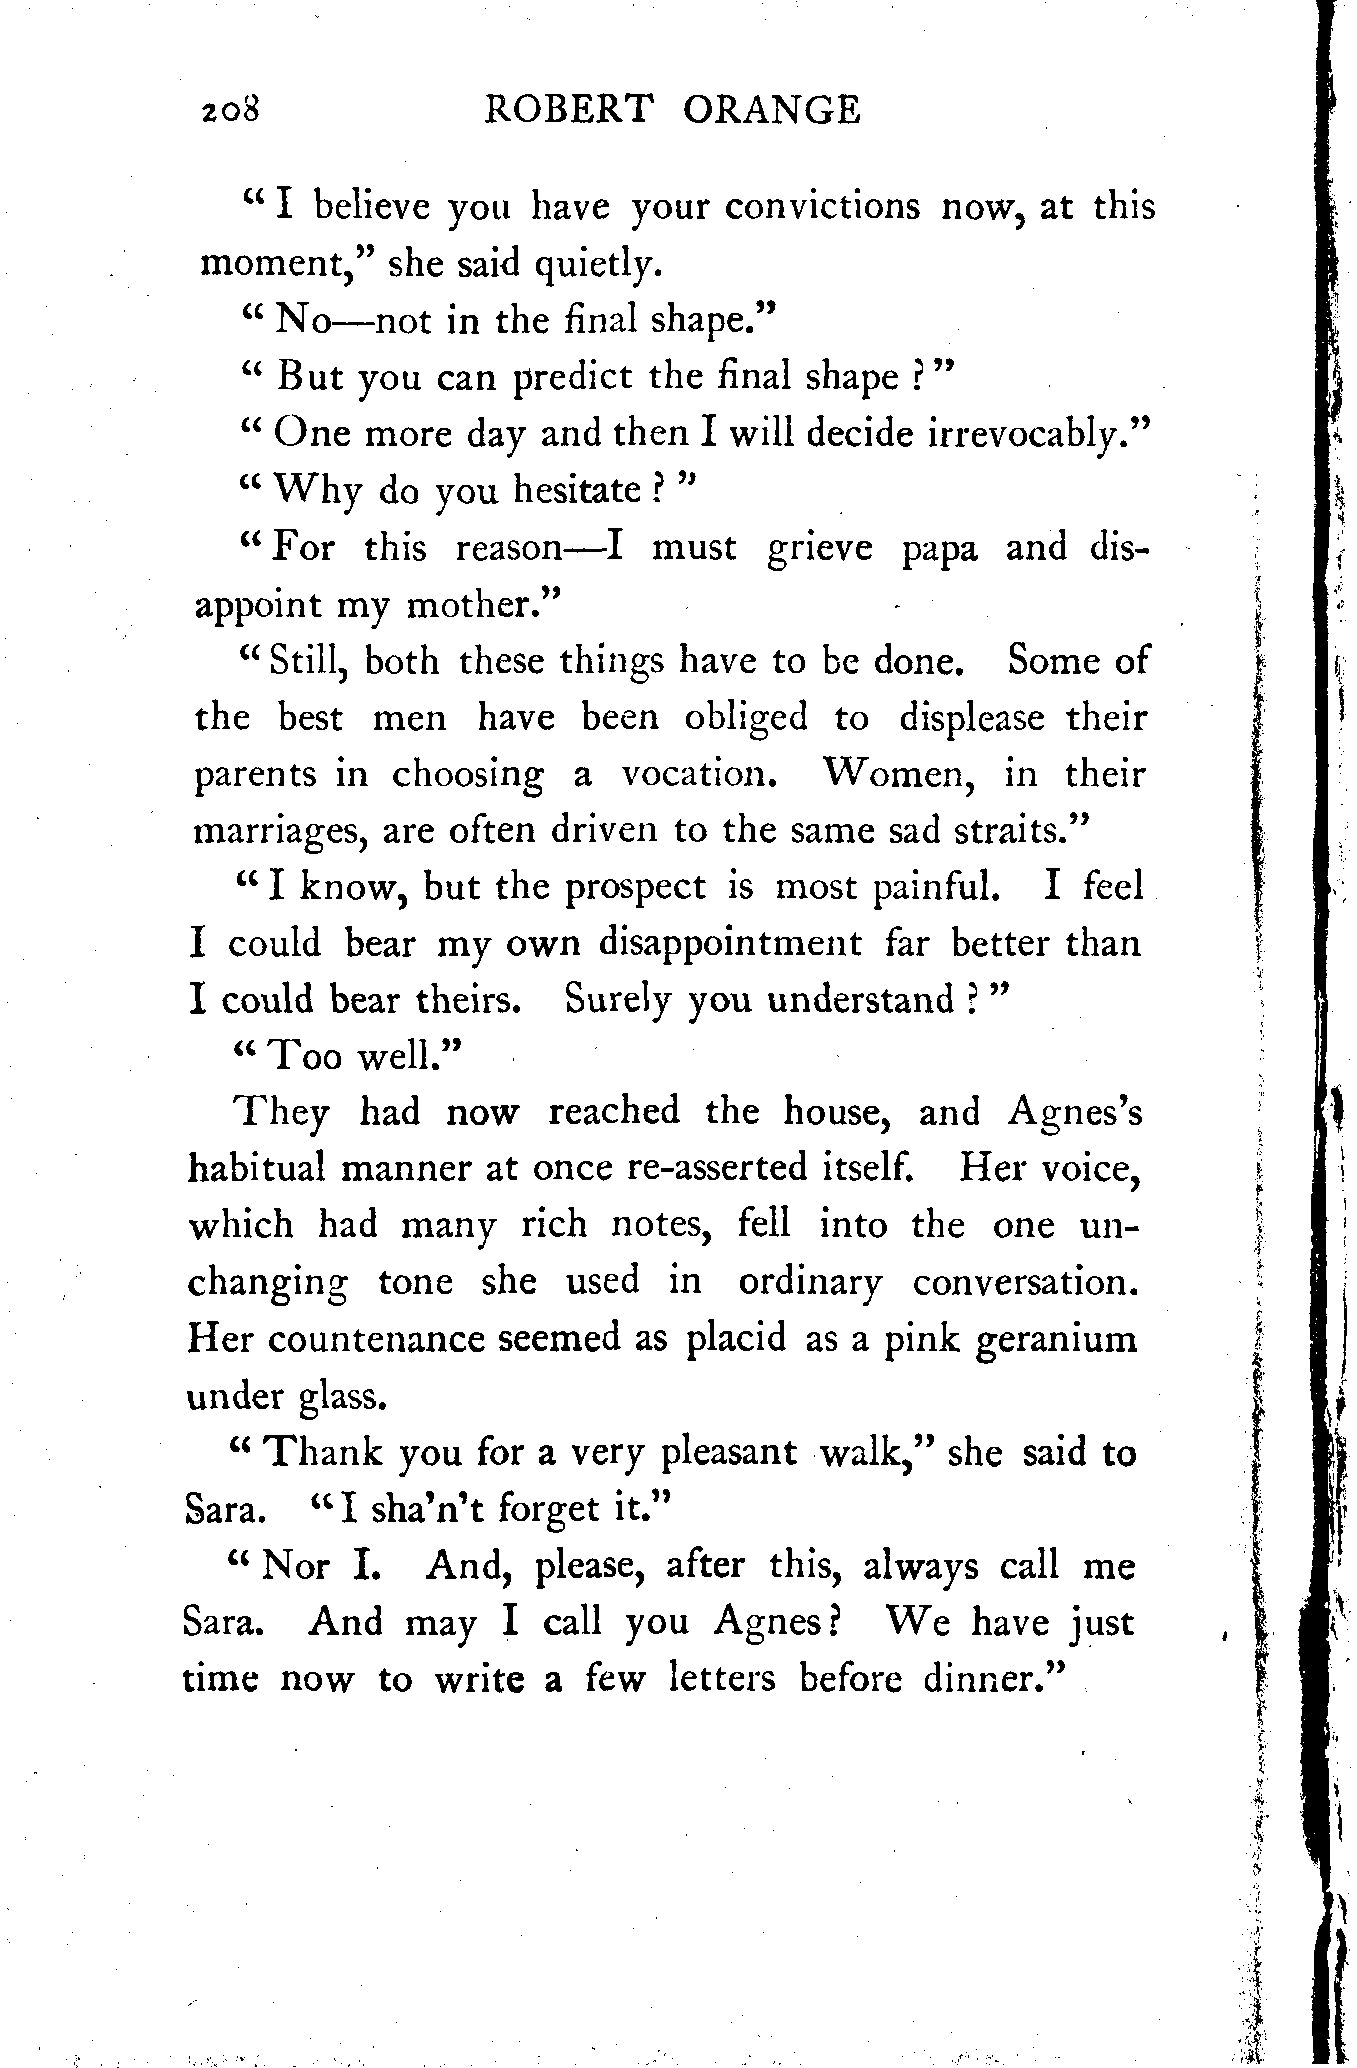 208 ROBERT ORANGE
“ I believe you have your convictions now, at this
moment,” she said quietly.
“ No—not in the final shape.”
“ But you can predict the final shape ? ”
“ One more day and then I will decide irrevocably.”
“ Why do you hesitate ? ”
“ For this reason—I must grieve papa and dis-
appoint my mother.”
“ Still, both these things have to be done. Some of
the best men have been obliged to displease their
parents in choosing a vocation. Women, in their
marriages, are often driven to the same sad straits.”
“ I know, but the prospect is most painful. I feel
I could bear my own disappointment far better than
I could bear theirs. Surely you understand ? ”
“ Too well.”
They had now reached the house, and Agnes’s
habitual manner at once re-asserted itself. Her voice,
which had many rich notes, fell into the one un-
changing tone she used in ordinary conversation.
Her countenance seemed as placid as a pink geranium
under glass.
“ Thank you for a very pleasant walk,” she said to
Sara. “ I sha’n’t forget it.”
“ Nor I. And, please, after this, always call me
Sara. And may I call you Agnes? We have just
time now to write a few letters before dinner.”